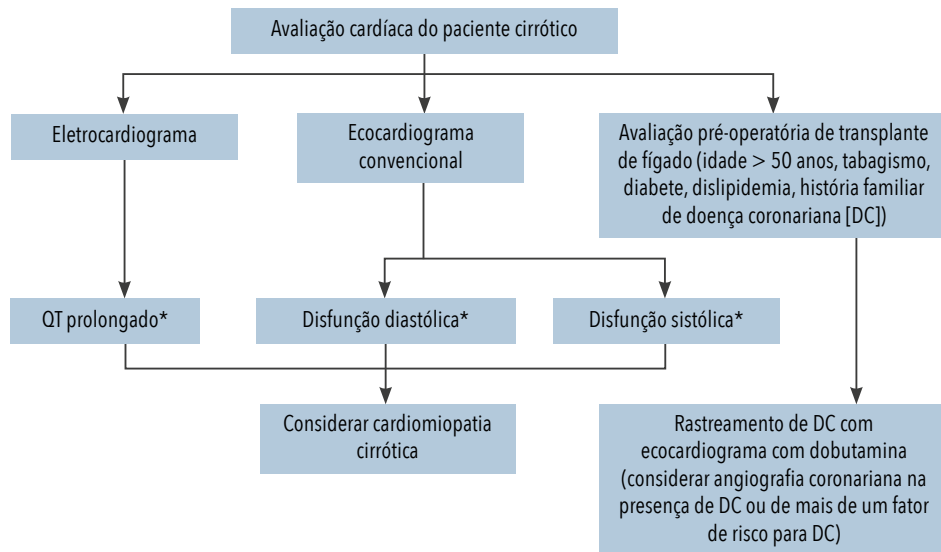 Avaliação cardíaca do paciente cirrótico
Eletrocardiograma
Ecocardiograma
convencional
Avaliação pré-operatória de transplante
de fígado (idade > 50 anos, tabagismo,
diabete, dislipidemia, história familiar
de doença coronariana [DC])
QT prolongado*
Disfunção diastólica*
Disfunção sistólica*
Considerar cardiomiopatia
cirrótica
Rastreamento de DC com
ecocardiograma com dobutamina
(considerar angiografia coronariana na
presença de DC ou de mais de um fator
de risco para DC)